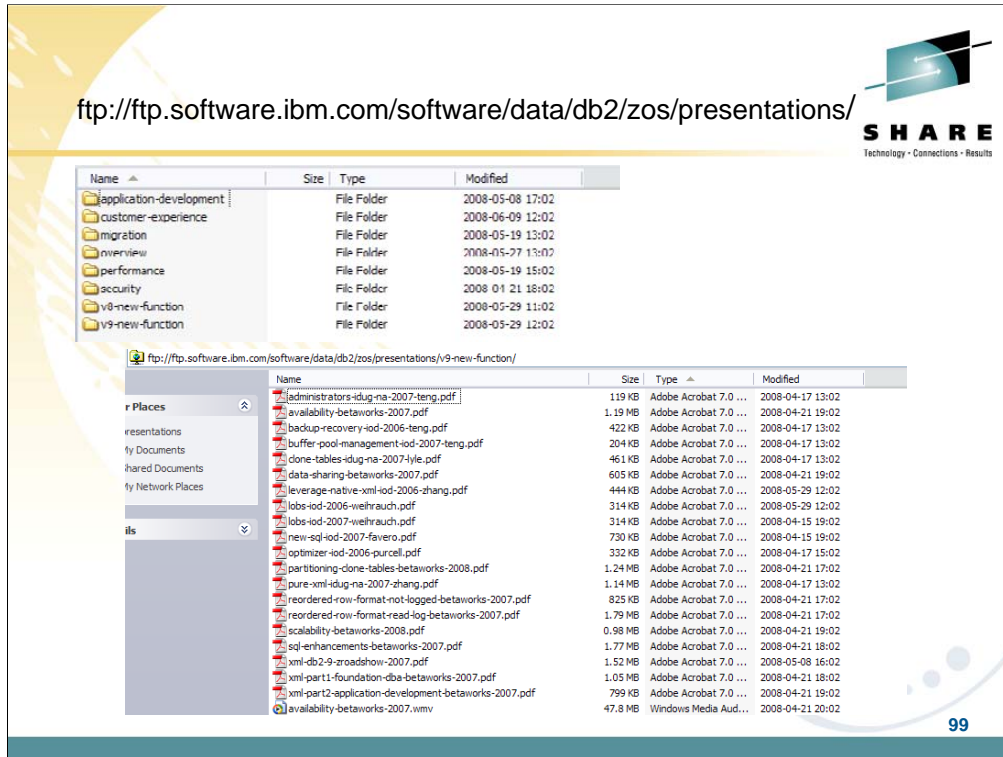 ftp://ftp.software.ibm.com/software/data/db2/zos/presentations/
SHARE
Technology · Connections · Results
Name Size Type Modified
application-development File Folder 2008-05-08 17:02
customer-experience File Folder 2008-06-09 12:02
migration File Folder 2008-05-19 13:02
overview File Folder 2008-05-27 13:02
performance File Folder 2008-05-19 15:02
security File Folder 2008-04-21 18:02
v8-new-function File Folder 2008-05-29 11:02
v9-new-function File Folder 2008-05-29 12:02
ftp://ftp.software.ibm.com/software/data/db2/zos/presentations/v9-new-function/
Name Size Type Modified
r Places
resentations
My Documents
Shared Documents
My Network Places
ils
administrators-idug-na-2007-teng.pdf 119 KB Adobe Acrobat 7.0 ... 2008-04-17 13:02
availability-betaworks-2007.pdf 1.19 MB Adobe Acrobat 7.0 ... 2008-04-21 19:02
backup-recovery-iod-2006-teng.pdf 422 KB Adobe Acrobat 7.0 ... 2008-04-17 13:02
buffer-pool-management-iod-2007-teng.pdf 204 KB Adobe Acrobat 7.0 ... 2008-04-17 13:02
clone-tables-idug-na-2007-lyle.pdf 461 KB Adobe Acrobat 7.0 ... 2008-04-17 13:02
data-sharing-betaworks-2007.pdf 605 KB Adobe Acrobat 7.0 ... 2008-04-21 19:02
leverage-native-xml-iod-2006-zhang.pdf 444 KB Adobe Acrobat 7.0 ... 2008-05-29 12:02
lobs-iod-2006-weihrauch.pdf 314 KB Adobe Acrobat 7.0 ... 2008-05-29 12:02
lobs-iod-2007-weihrauch.pdf 314 KB Adobe Acrobat 7.0 ... 2008-04-15 19:02
new-sql-iod-2007-favero.pdf 730 KB Adobe Acrobat 7.0 ... 2008-04-15 19:02
optimizer-iod-2006-purcell.pdf 332 KB Adobe Acrobat 7.0 ... 2008-04-17 15:02
partitioning-clone-tables-betaworks-2008.pdf 1.24 MB Adobe Acrobat 7.0 ... 2008-04-21 17:02
pure-xml-idug-na-2007-zhang.pdf 1.14 MB Adobe Acrobat 7.0 ... 2008-04-17 13:02
reordered-row-format-not-logged-betaworks-2007.pdf 825 KB Adobe Acrobat 7.0 ... 2008-04-21 17:02
reordered-row-format-read-log-betaworks-2007.pdf 1.79 MB Adobe Acrobat 7.0 ... 2008-04-21 17:02
scalability-betaworks-2008.pdf 0.98 MB Adobe Acrobat 7.0 ... 2008-04-21 19:02
sql-enhancements-betaworks-2007.pdf 1.77 MB Adobe Acrobat 7.0 ... 2008-04-21 18:02
xml-db2-9-zroadshow-2007.pdf 1.52 MB Adobe Acrobat 7.0 ... 2008-05-08 16:02
xml-part1-foundation-dba-betaworks-2007.pdf 1.05 MB Adobe Acrobat 7.0 ... 2008-04-21 18:02
xml-part2-application-development-betaworks-2007.pdf 799 KB Adobe Acrobat 7.0 ... 2008-04-21 19:02
availability-betaworks-2007.wmv 47.8 MB Windows Media Aud... 2008-04-21 20:02
99